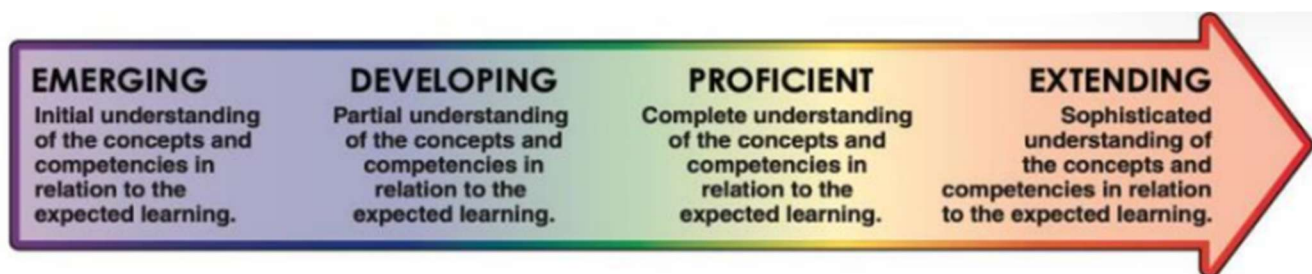 EMERGING
Initial understanding
of the concepts and
competencies in
relation to the
expected learning.
DEVELOPING
Partial understanding
of the concepts and
competencies in
relation to the
expected learning.
PROFICIENT
Complete understanding
of the concepts and
competencies in
relation to the
expected learning.
EXTENDING
Sophisticated
understanding of
the concepts and
competencies in relation
to the expected learning.